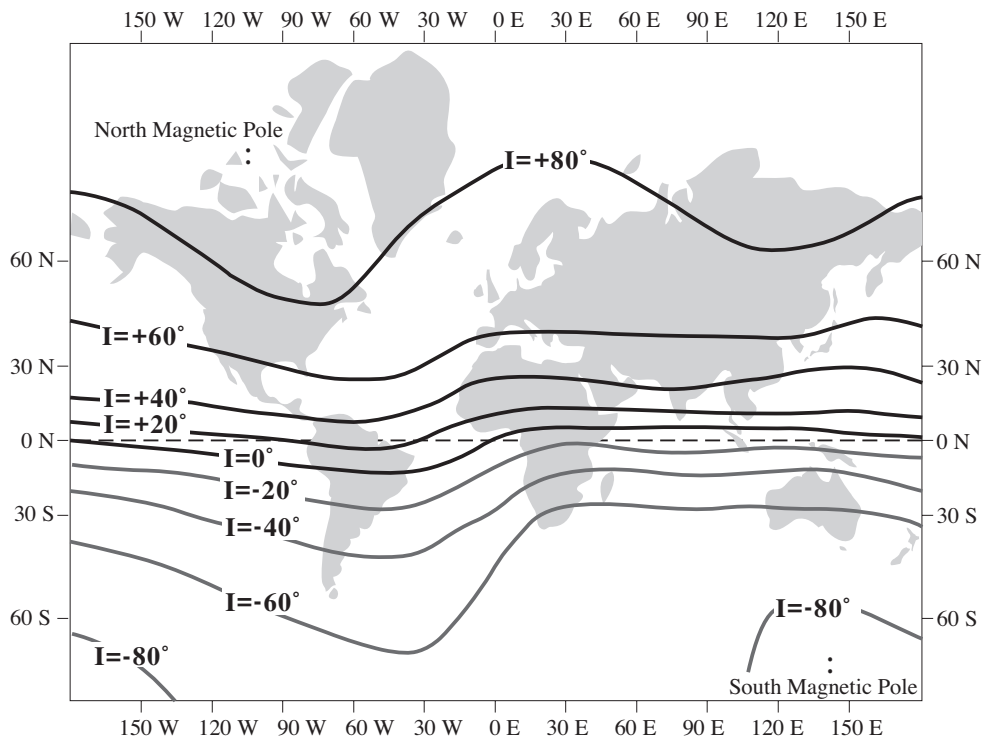 150 W 120 W 90 W 60 W 30 W 0 E 30 E 60 E 90 E 120 E 150 E
North Magnetic Pole
I=+80˚
60 N 60 N
I=+60˚
30 N 30 N
I=+40˚
I=+20˚
0 N 0 N
I=0˚
I=-20˚
30 S 30 S
I=-40˚
I=-60˚
60 S I=-80˚ 60 S
I=-80˚
South Magnetic Pole
150 W 120 W 90 W 60 W 30 W 0 E 30 E 60 E 90 E 120 E 150 E